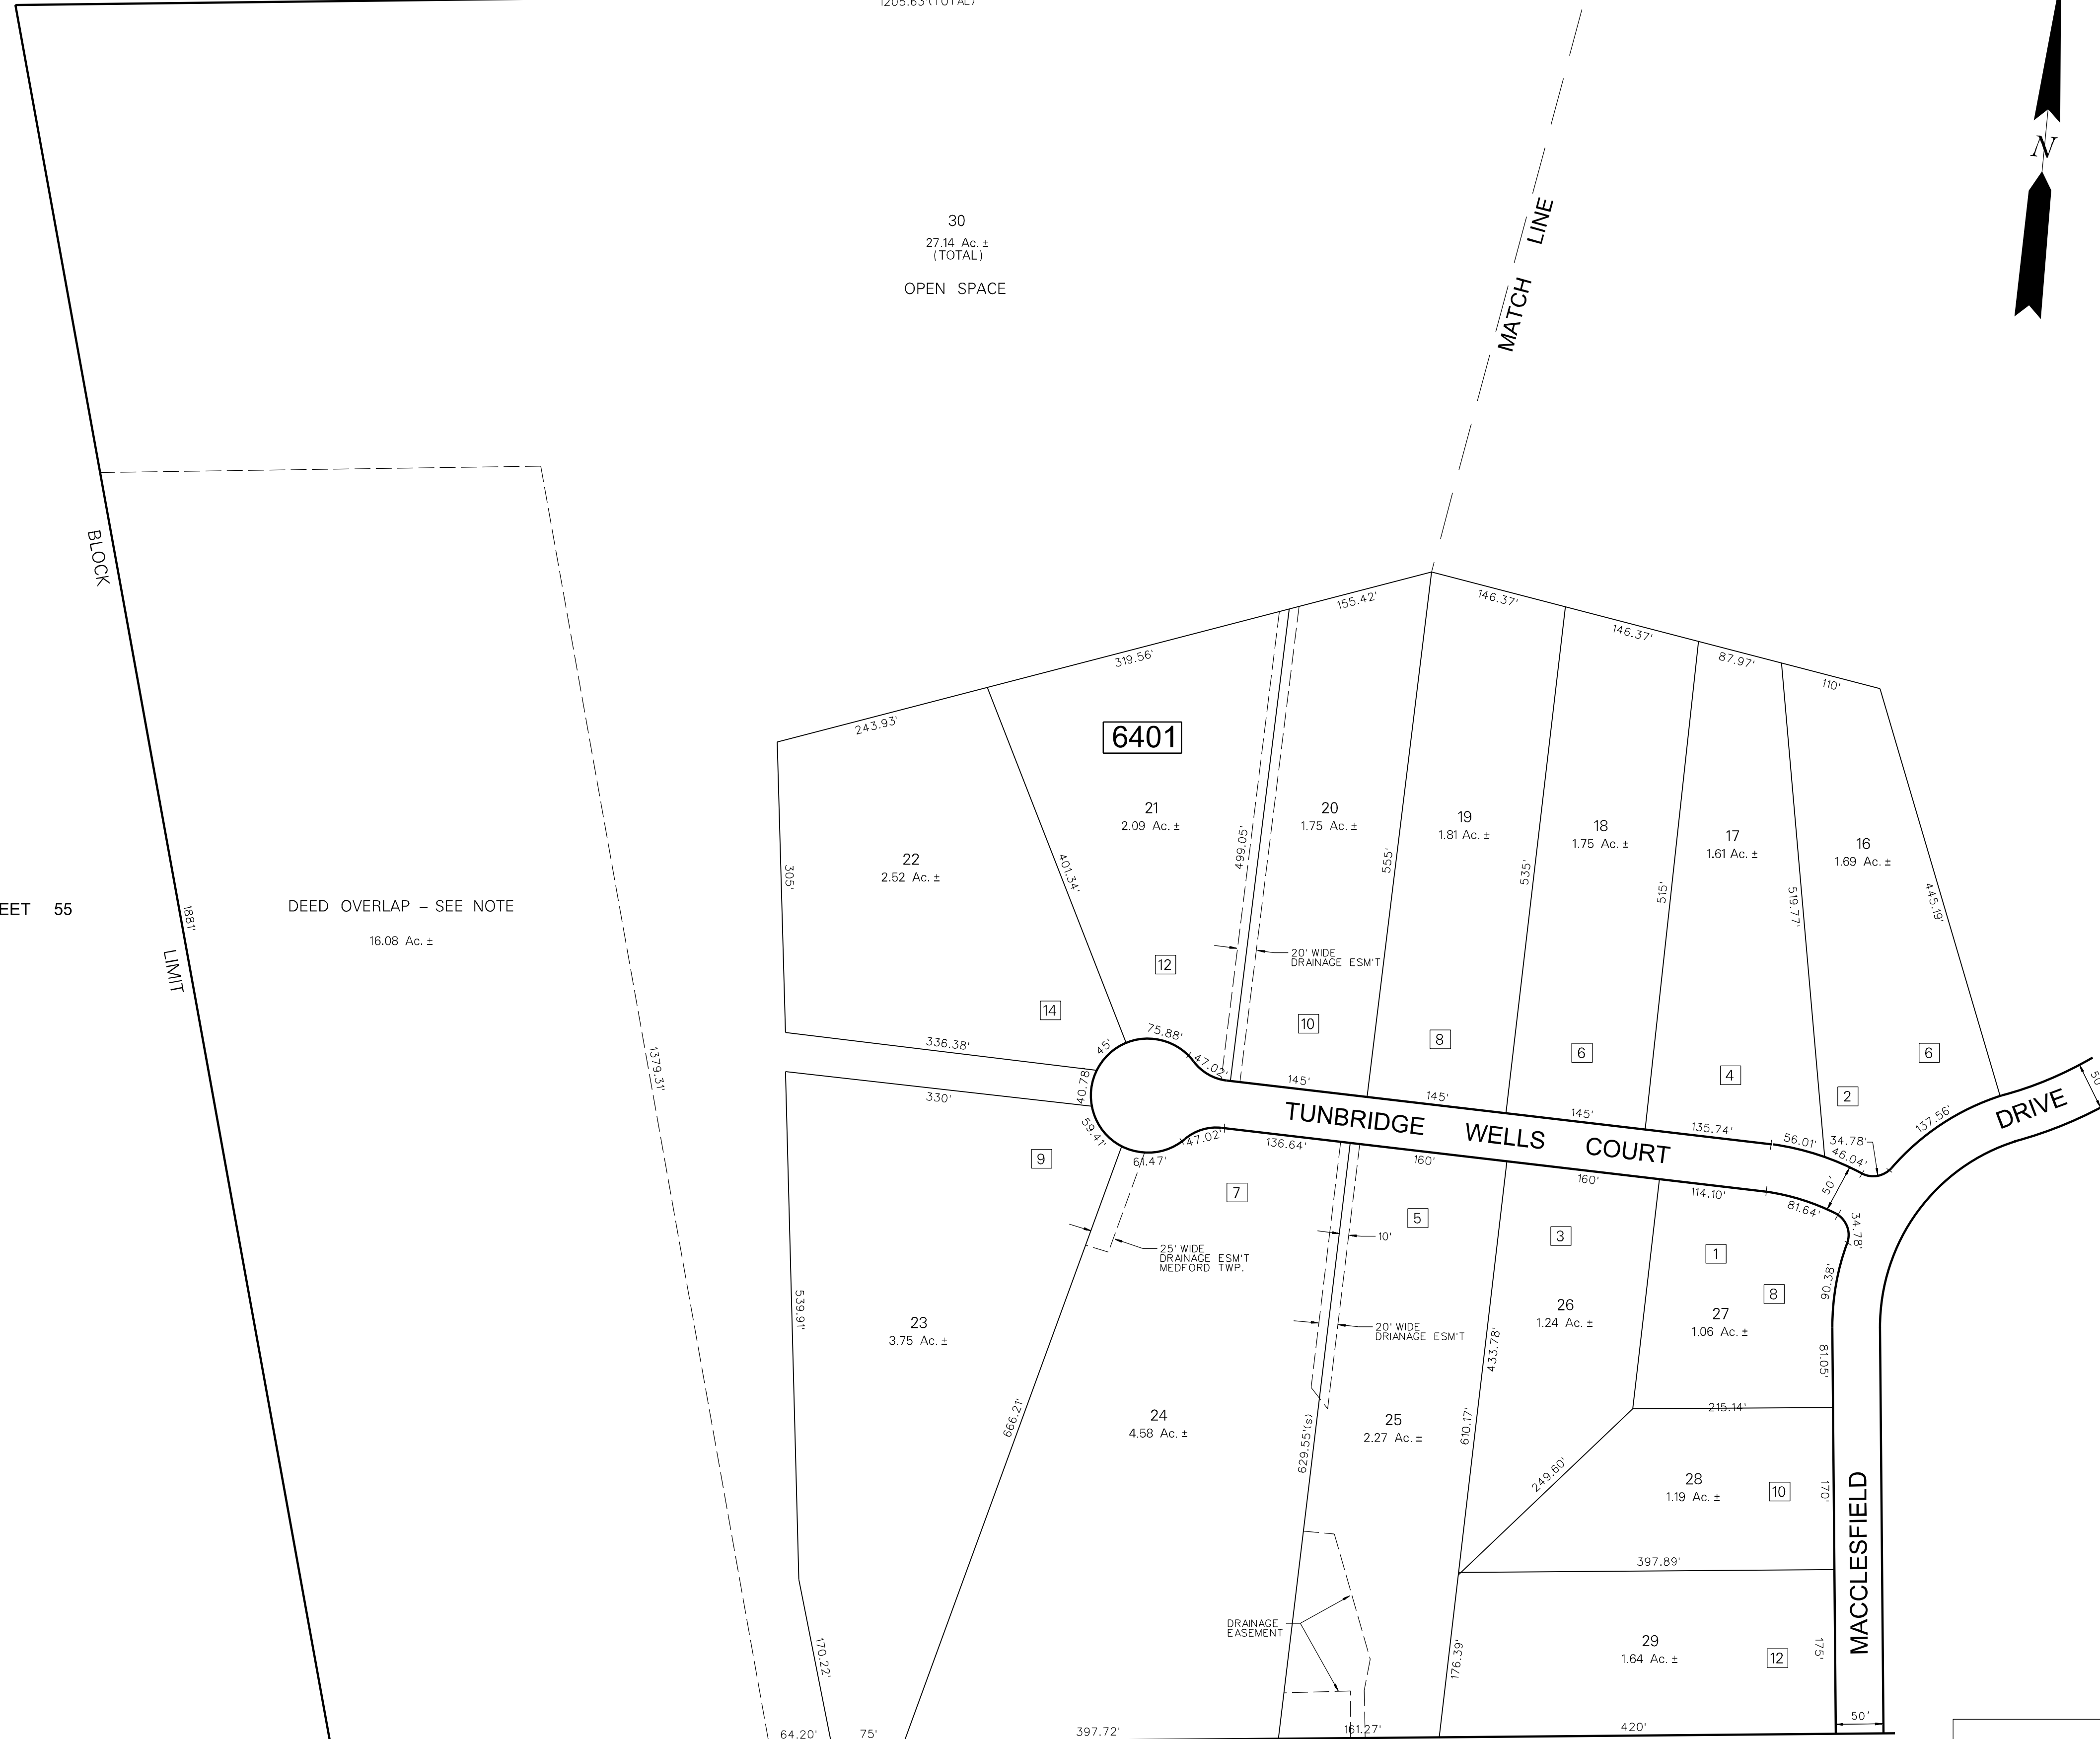 1205.63 (TOTAL)
N
30
27.14 Ac. ±
(TOTAL)
OPEN SPACE
MATCH LINE
BLOCK LIMIT
1881'
EET 55
DEED OVERLAP – SEE NOTE
16.08 Ac. ±
1379.31'
155.42'
146.37'
146.37'
87.97'
110'
319.56'
243.93'
6401
22
2.52 Ac. ±
305'
401.34'
14
336.38'
21
2.09 Ac. ±
12
499.05'
20
1.75 Ac. ±
10
20' WIDE
DRAINAGE ESM'T
555'
19
1.81 Ac. ±
8
535'
18
1.75 Ac. ±
6
515'
17
1.61 Ac. ±
4
519.77'
16
1.69 Ac. ±
445.19'
6
2
75.88'
45'
47.02'
40.78
59.41'
61.47'
47.02'
145'
145'
145'
135.74'
56.01'
34.78'
46.04'
137.56'
50'
TUNBRIDGE WELLS COURT
DRIVE
50'
330'
136.64'
160'
160'
114.10'
81.64'
34.78'
90.38'
81.05'
9
7
5
3
1
8
25' WIDE
DRAINAGE ESM'T
MEDFORD TWP.
10'
20' WIDE
DRIANAGE ESM'T
539.91'
23
3.75 Ac. ±
666.21'
24
4.58 Ac. ±
629.55'(s)
25
2.27 Ac. ±
610.17'
433.78'
26
1.24 Ac. ±
27
1.06 Ac. ±
215.14'
249.60'
28
1.19 Ac. ±
10
170'
397.89'
29
1.64 Ac. ±
12
175'
176.39'
170.22'
DRAINAGE
EASEMENT
MACCLESFIELD
64.20'
75'
397.72'
161.27'
420'
50'